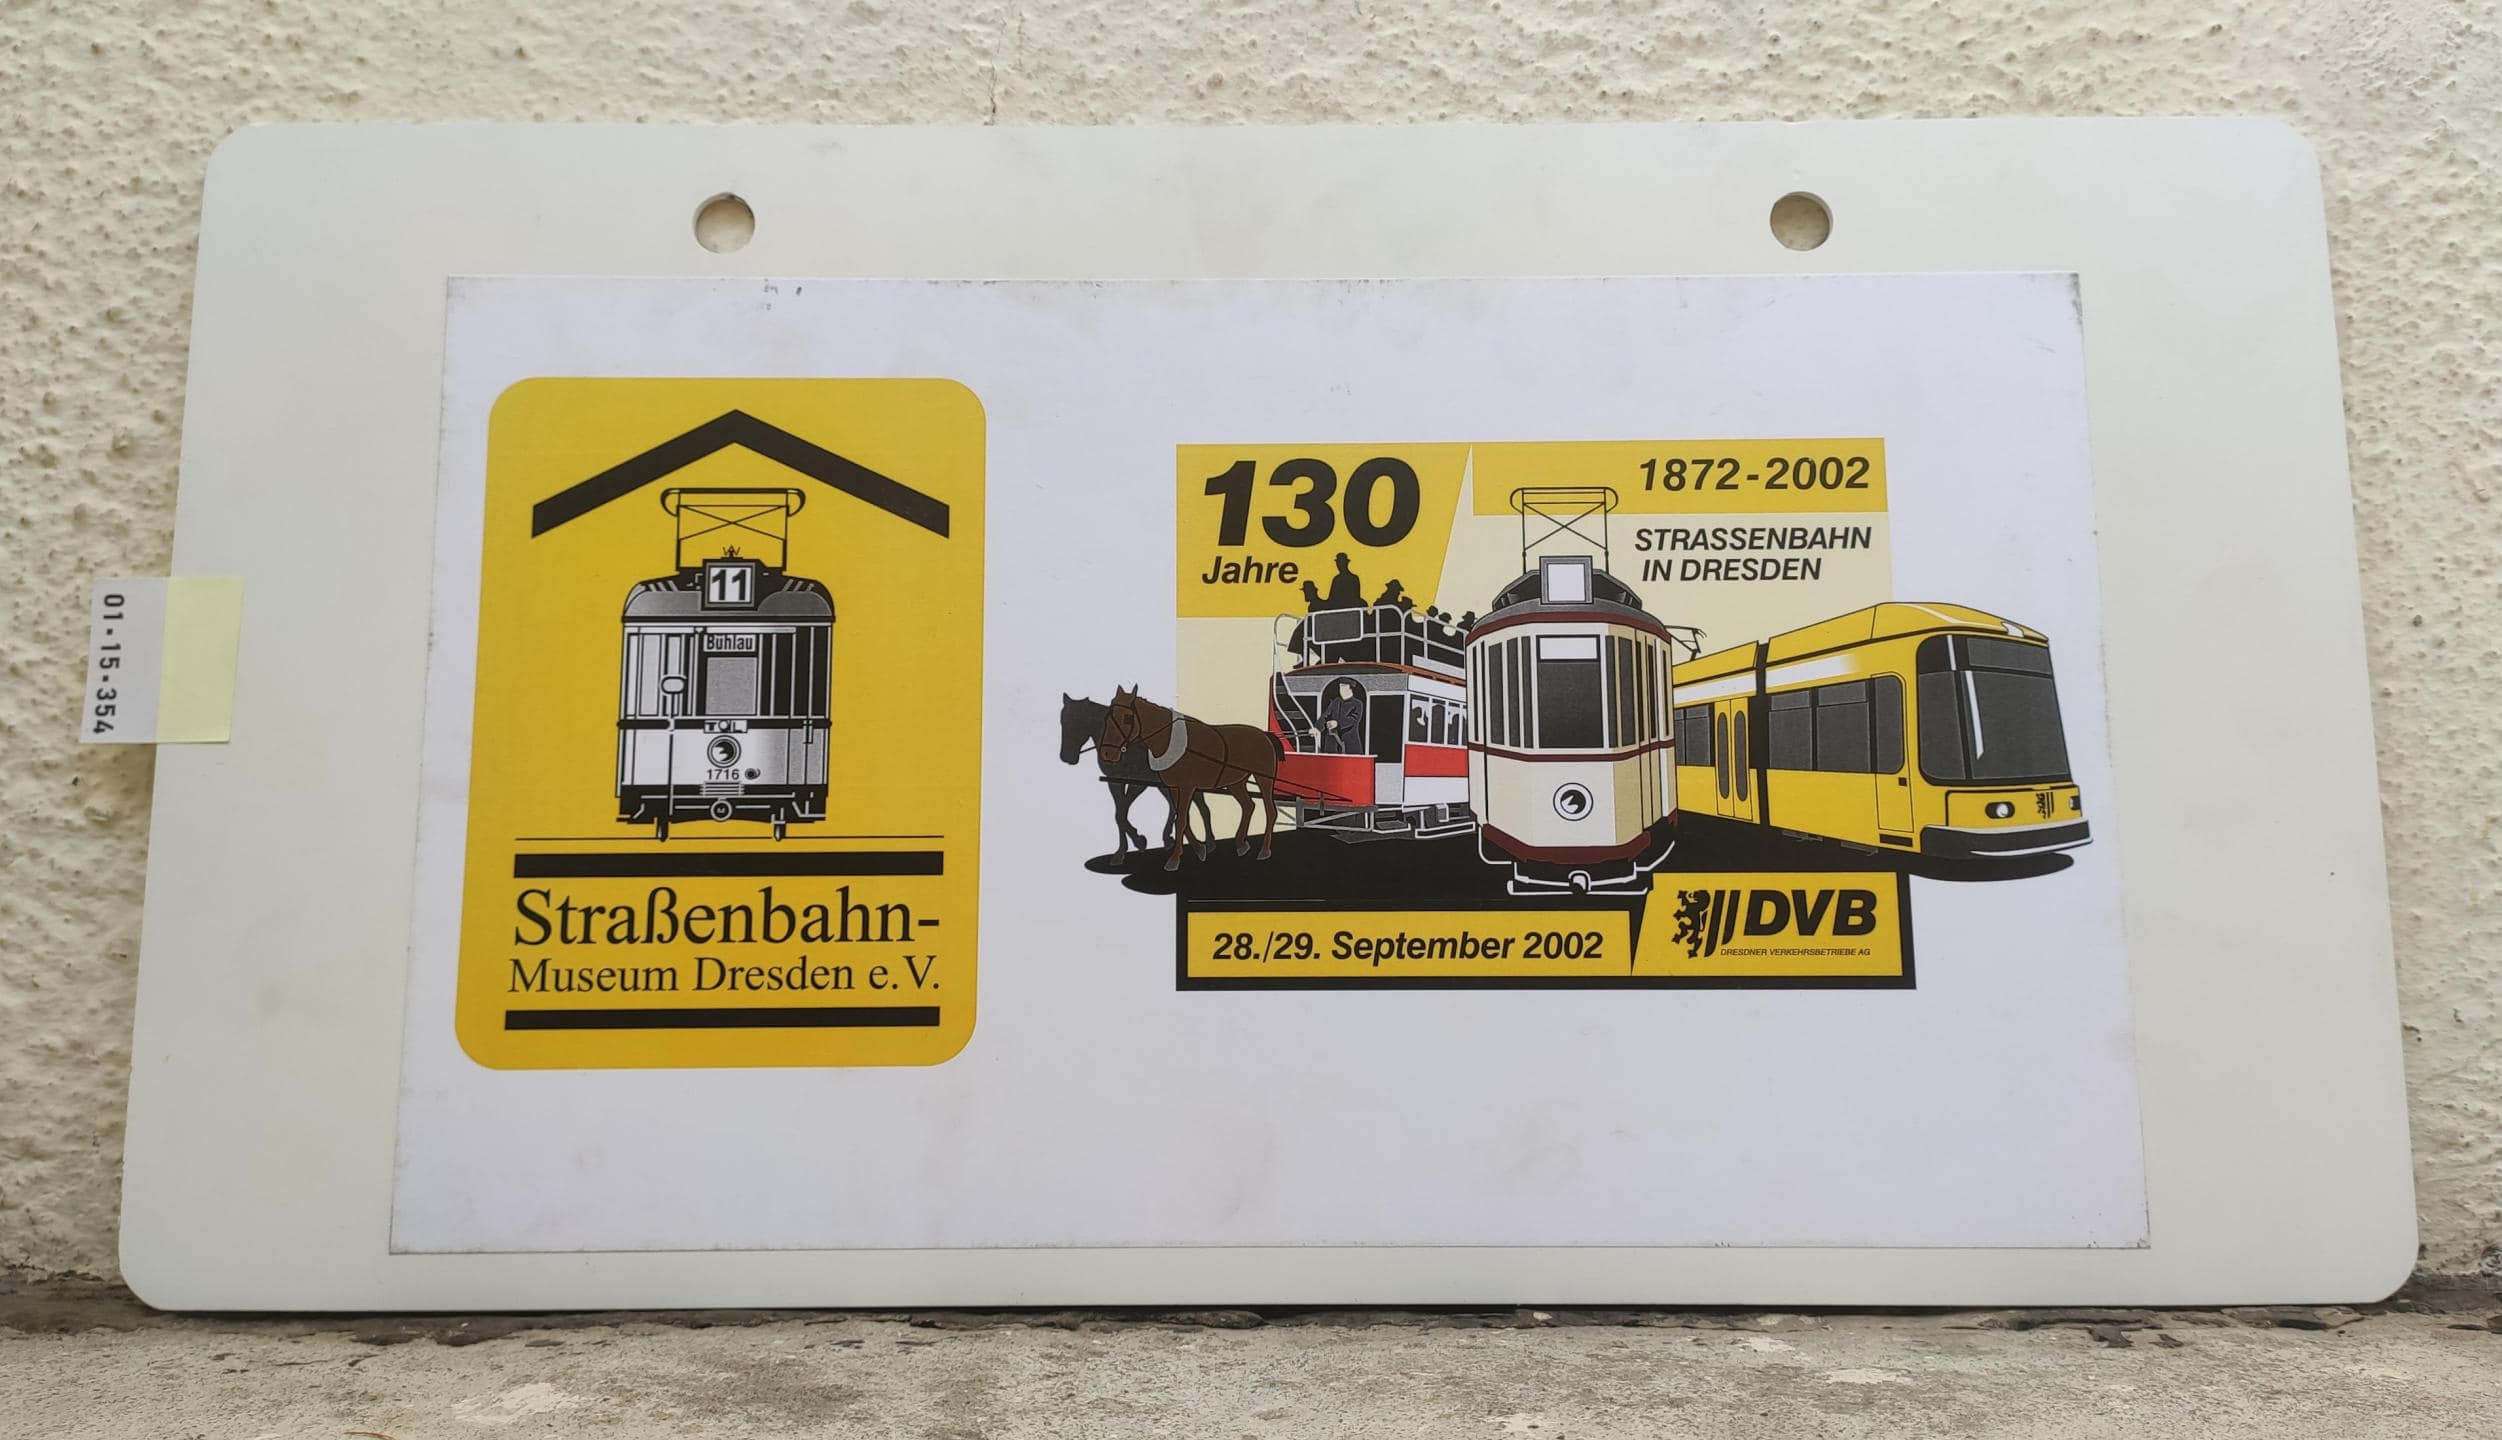 01-15-354
11
Bühlau
1716
Straßenbahn-
Museum Dresden e.V.
130
Jahre
1872-2002
STRASSENBAHN
IN DRESDEN
28./29. September 2002
DVB
DRESDNER VERKEHRSBETRIEBE AG